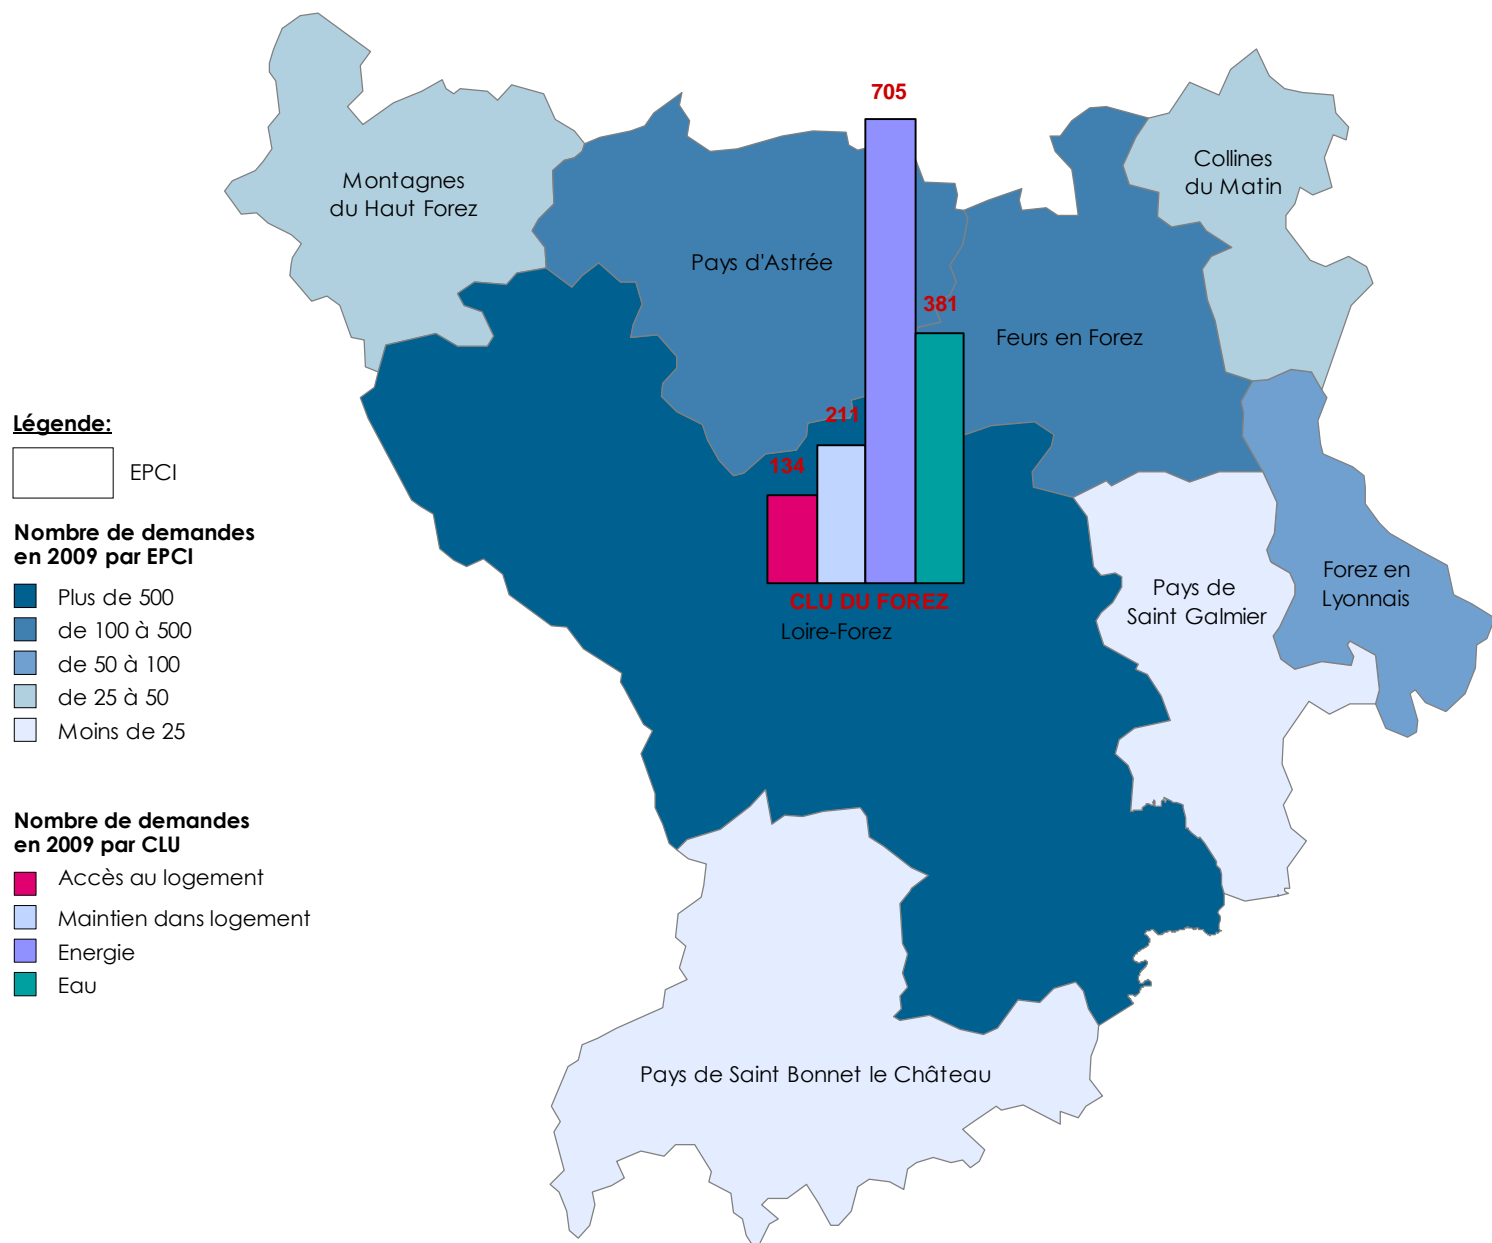 705
Collines
du Matin
Montagnes
du Haut Forez
Pays d'Astrée
381
Feurs en Forez
211
134
Légende:
EPCI
Nombre de demandes
en 2009 par EPCI
Plus de 500
de 100 à 500
de 50 à 100
de 25 à 50
Moins de 25
Forez en
Lyonnais
Pays de
Saint Galmier
CLU DU FOREZ
Loire-Forez
Nombre de demandes
en 2009 par CLU
Accès au logement
Maintien dans logement
Energie
Eau
Pays de Saint Bonnet le Château